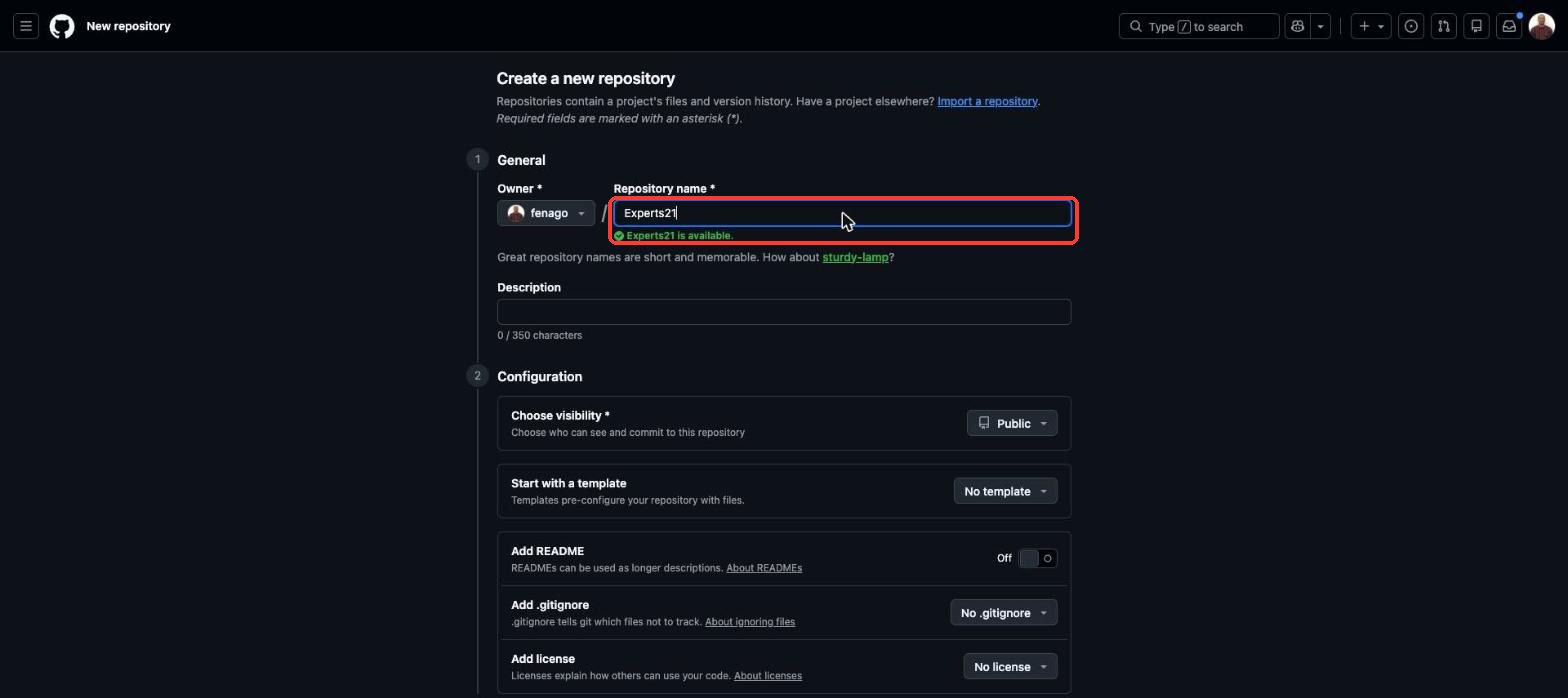 New repository
Type / to search
Create a new repository
Repositories contain a project's files and version history. Have a project elsewhere? Import a repository.
Required fields are marked with an asterisk (*).
1 General
Owner *
Repository name *
fenago / Experts21
Experts21 is available.
Great repository names are short and memorable. How about sturdy-lamp?
Description
0 / 350 characters
2 Configuration
Choose visibility *
Choose who can see and commit to this repository
Public
Start with a template
Templates pre-configure your repository with files.
No template
Add README
READMEs can be used as longer descriptions. About READMEs
Off
Add .gitignore
.gitignore tells git which files not to track. About ignoring files
No .gitignore
Add license
Licenses explain how others can use your code. About licenses
No license